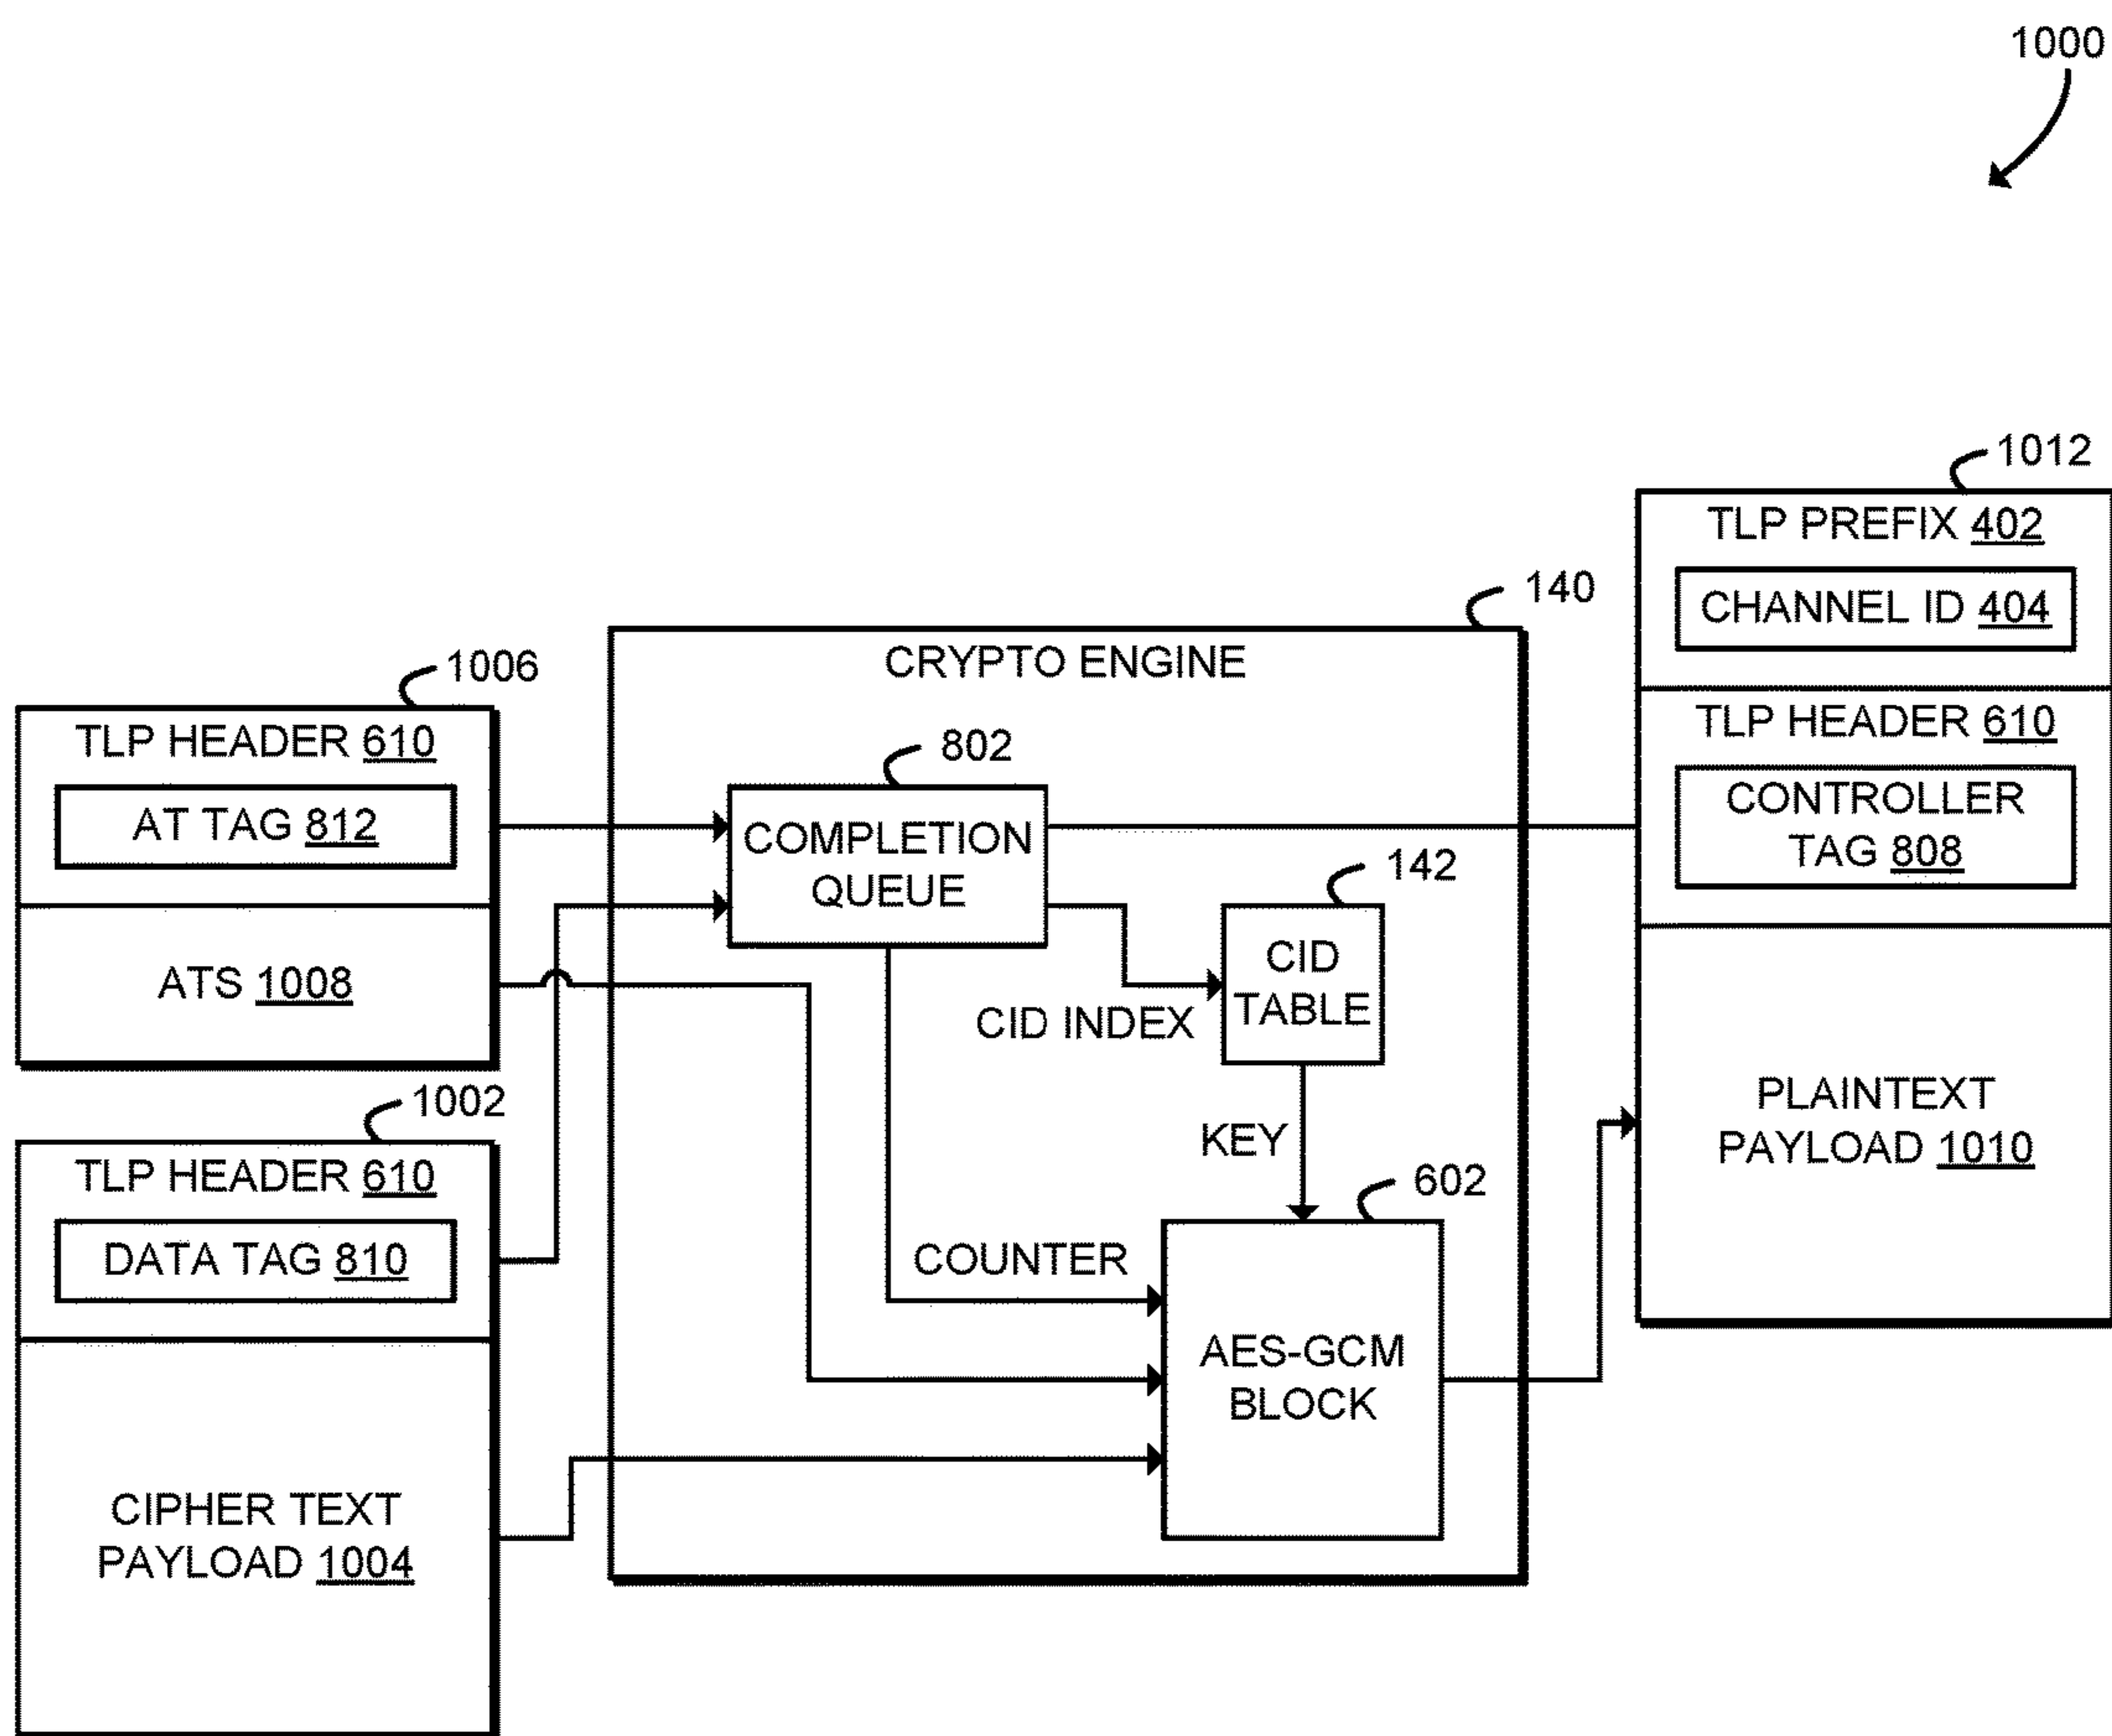 1000
1012
TLP PREFIX 402
CHANNEL ID 404
140
CRYPTO ENGINE
1006
TLP HEADER 610
TLP HEADER 610
802
AT TAG 812
COMPLETION
QUEUE
CONTROLLER
TAG 808
142
ATS 1008
CID
TABLE
CID INDEX
1002
PLAINTEXT
PAYLOAD 1010
KEY
TLP HEADER 610
602
DATA TAG 810
COUNTER
AES-GCM
BLOCK
CIPHER TEXT
PAYLOAD 1004